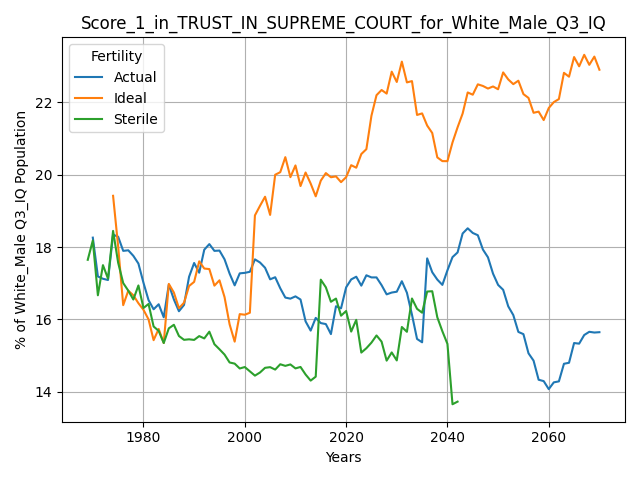 Score_1_in_TRUST_IN_SUPREME_COURT_for_White_Male_Q3_IQ
Fertility
Actual
Ideal
Sterile
% of White_Male Q3_IQ Population
22
20
18
16
14
1980
2000
2020
2040
2060
Years